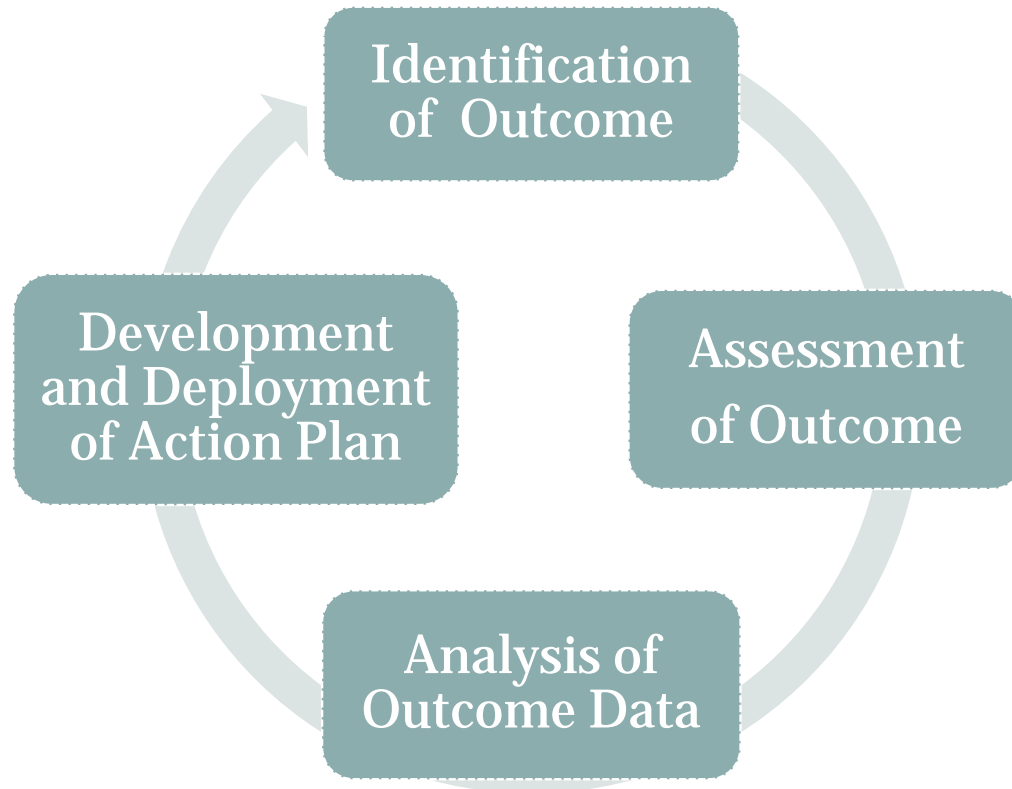 Identification
of Outcome
Assessment
of Outcome
Analysis of
Outcome Data
Development
and Deployment
of Action Plan